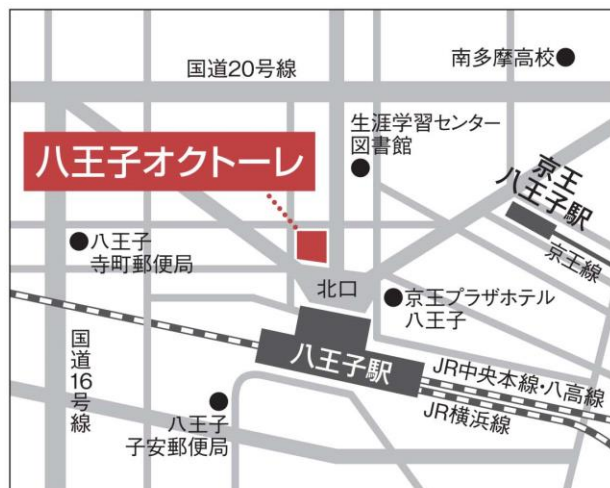 国道20号線
南多摩高校
生涯学習センター
図書館
八王子オクトーレ
京王
八王子駅
京王線
八王子
寺町郵便局
北口
京王プラザホテル
八王子
八王子駅
JR中央本線・八高線
JR横浜線
国道16号線
八王子
子安郵便局